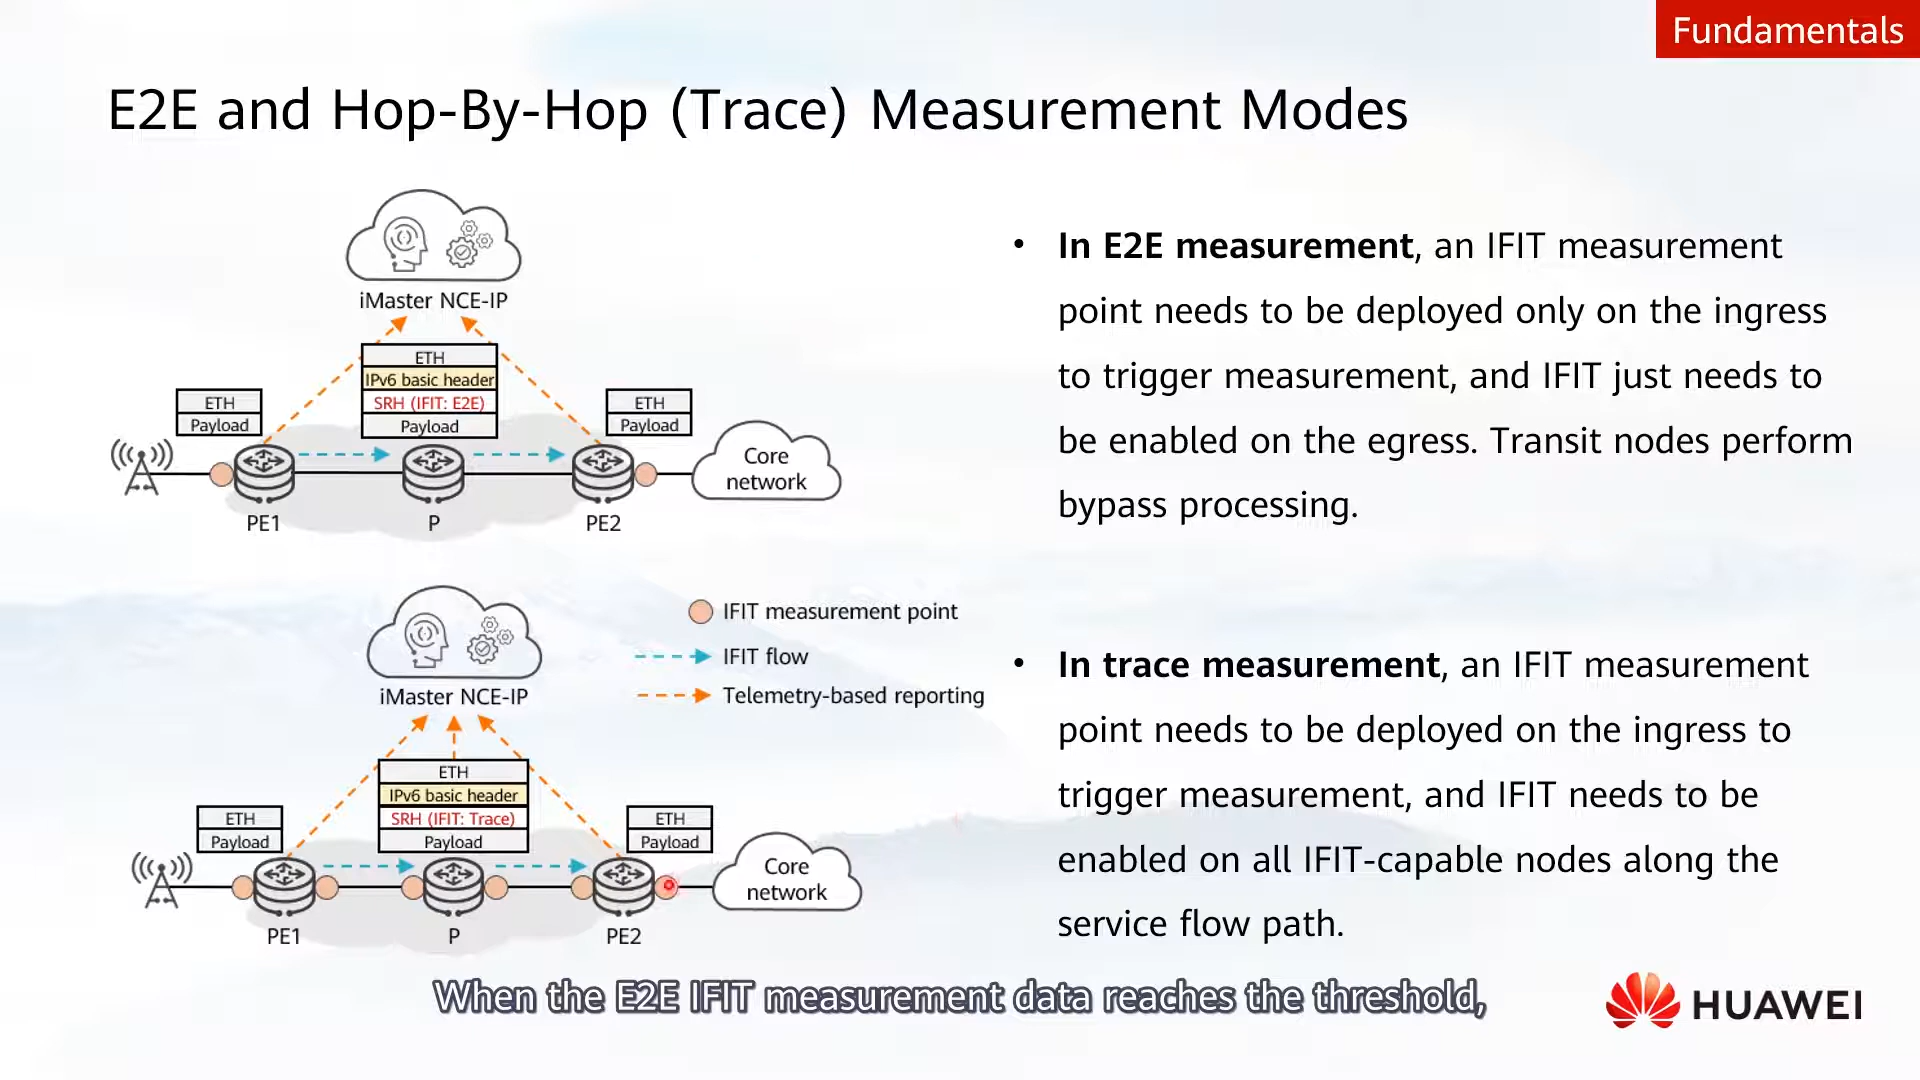 Fundamentals
E2E and Hop-By-Hop (Trace) Measurement Modes
iMaster NCE-IP
ETH
IPv6 basic header
SRH (IFIT: E2E)
Payload
ETH
Payload
ETH
Payload
Core
network
PE1
P
PE2
• In E2E measurement, an IFIT measurement
point needs to be deployed only on the ingress
to trigger measurement, and IFIT just needs to
be enabled on the egress. Transit nodes perform
bypass processing.
iMaster NCE-IP
IFIT measurement point
IFIT flow
Telemetry-based reporting
ETH
IPv6 basic header
SRH (IFIT: Trace)
Payload
ETH
Payload
ETH
Payload
Core
network
PE1
P
PE2
• In trace measurement, an IFIT measurement
point needs to be deployed on the ingress to
trigger measurement, and IFIT needs to be
enabled on all IFIT-capable nodes along the
service flow path.
When the E2E IFIT measurement data reaches the threshold,
HUAWEI